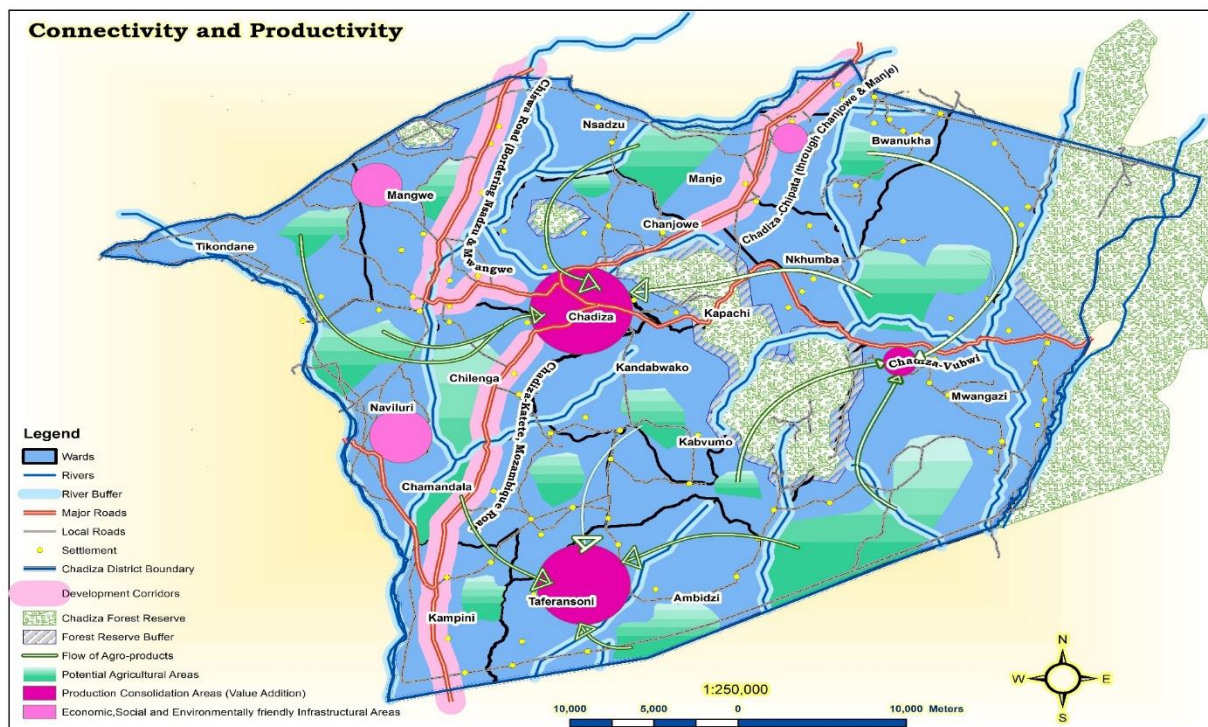 Connectivity and Productivity
Chiswa Road (Bordering Nsadzu & Mwangwe
Nsadzu
Chadiza -Chipata (through Chanjowe & Manje)
Bwanukha
Manje
Mangwe
Chanjowe
Tikondane
Nkhumba
Chadiza
Kapachi
Chadiza-Vubwi
Kandabwako
Chilenga
Mwangazi
Chadiza-Katete, Mozambique Road
Naviluri
Kabvumo
Chamandala
Taferansoni
Ambidzi
Kampini
Legend
Wards
Rivers
River Buffer
Major Roads
Local Roads
Settlement
Chadiza District Boundary
Development Corridors
Chadiza Forest Reserve
Forest Reserve Buffer
Flow of Agro-products
Potential Agricultural Areas
Production Consolidation Areas (Value Addition)
Economic,Social and Environmentally friendly Infrastructural Areas
1:250,000
10,000 5,000 0 10,000 Meters
N
W E
S